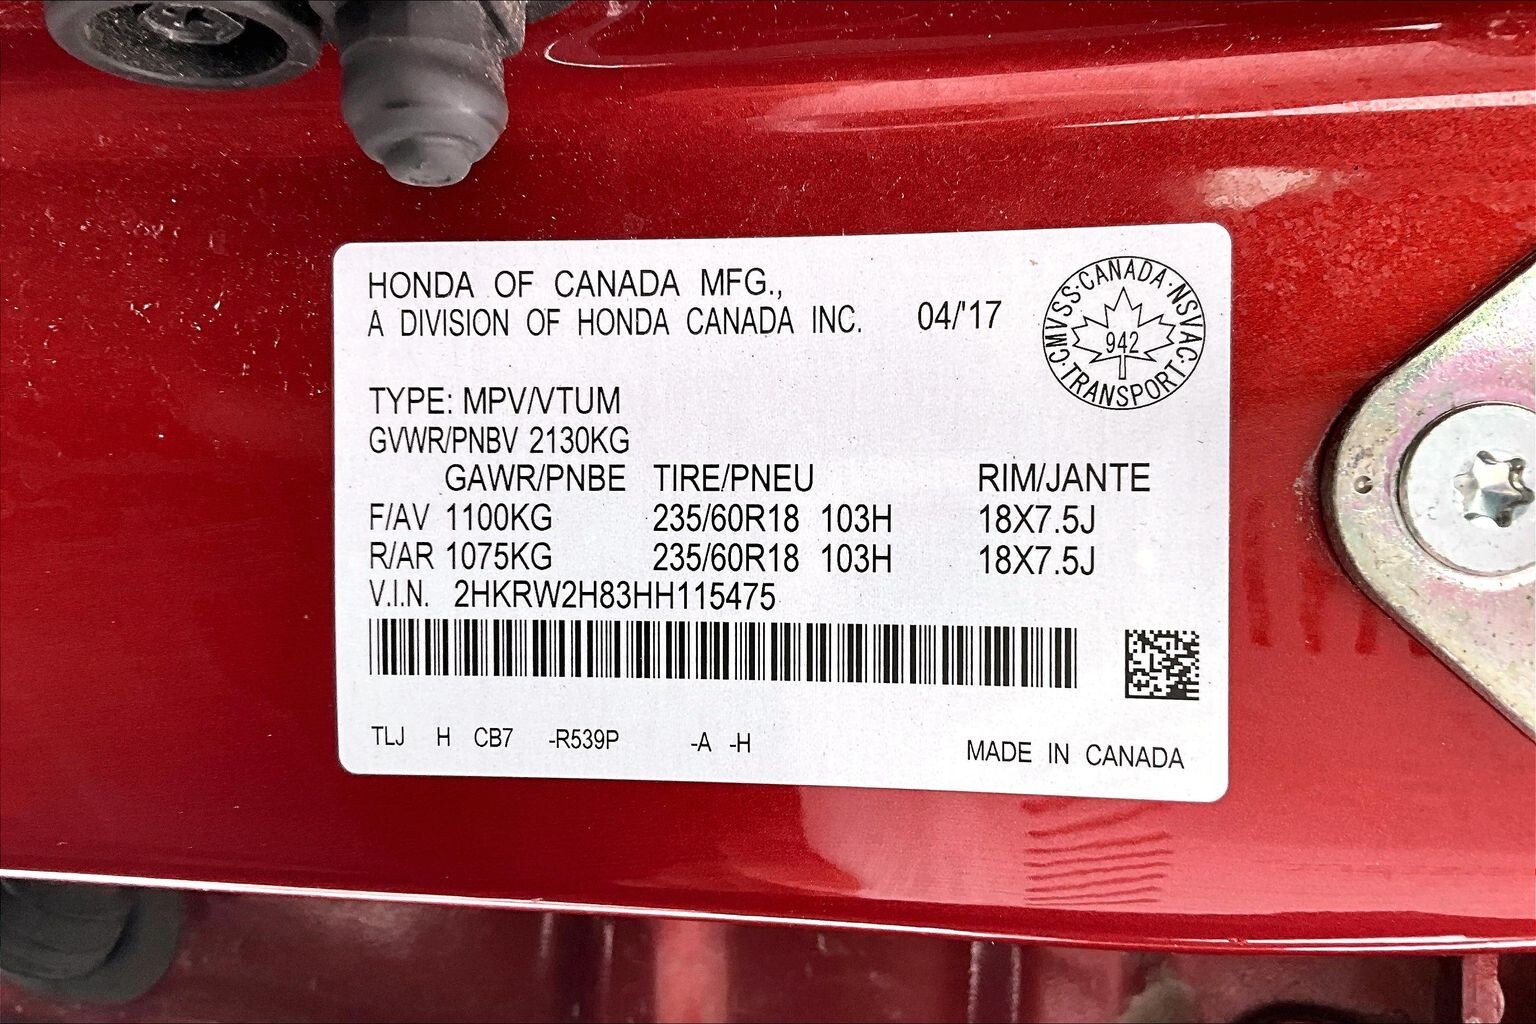 HONDA OF CANADA MFG.,
A DIVISION OF HONDA CANADA INC. 04/'17
CMVSS·CANADA·NSVAC·TRANSPORT·
942
TYPE: MPV/VTUM
GVWR/PNBV 2130KG
GAWR/PNBE TIRE/PNEU RIM/JANTE
F/AV 1100KG 235/60R18 103H 18X7.5J
R/AR 1075KG 235/60R18 103H 18X7.5J
V.I.N. 2HKRW2H83HH115475
TLJ H CB7 -R539P -A -H
MADE IN CANADA